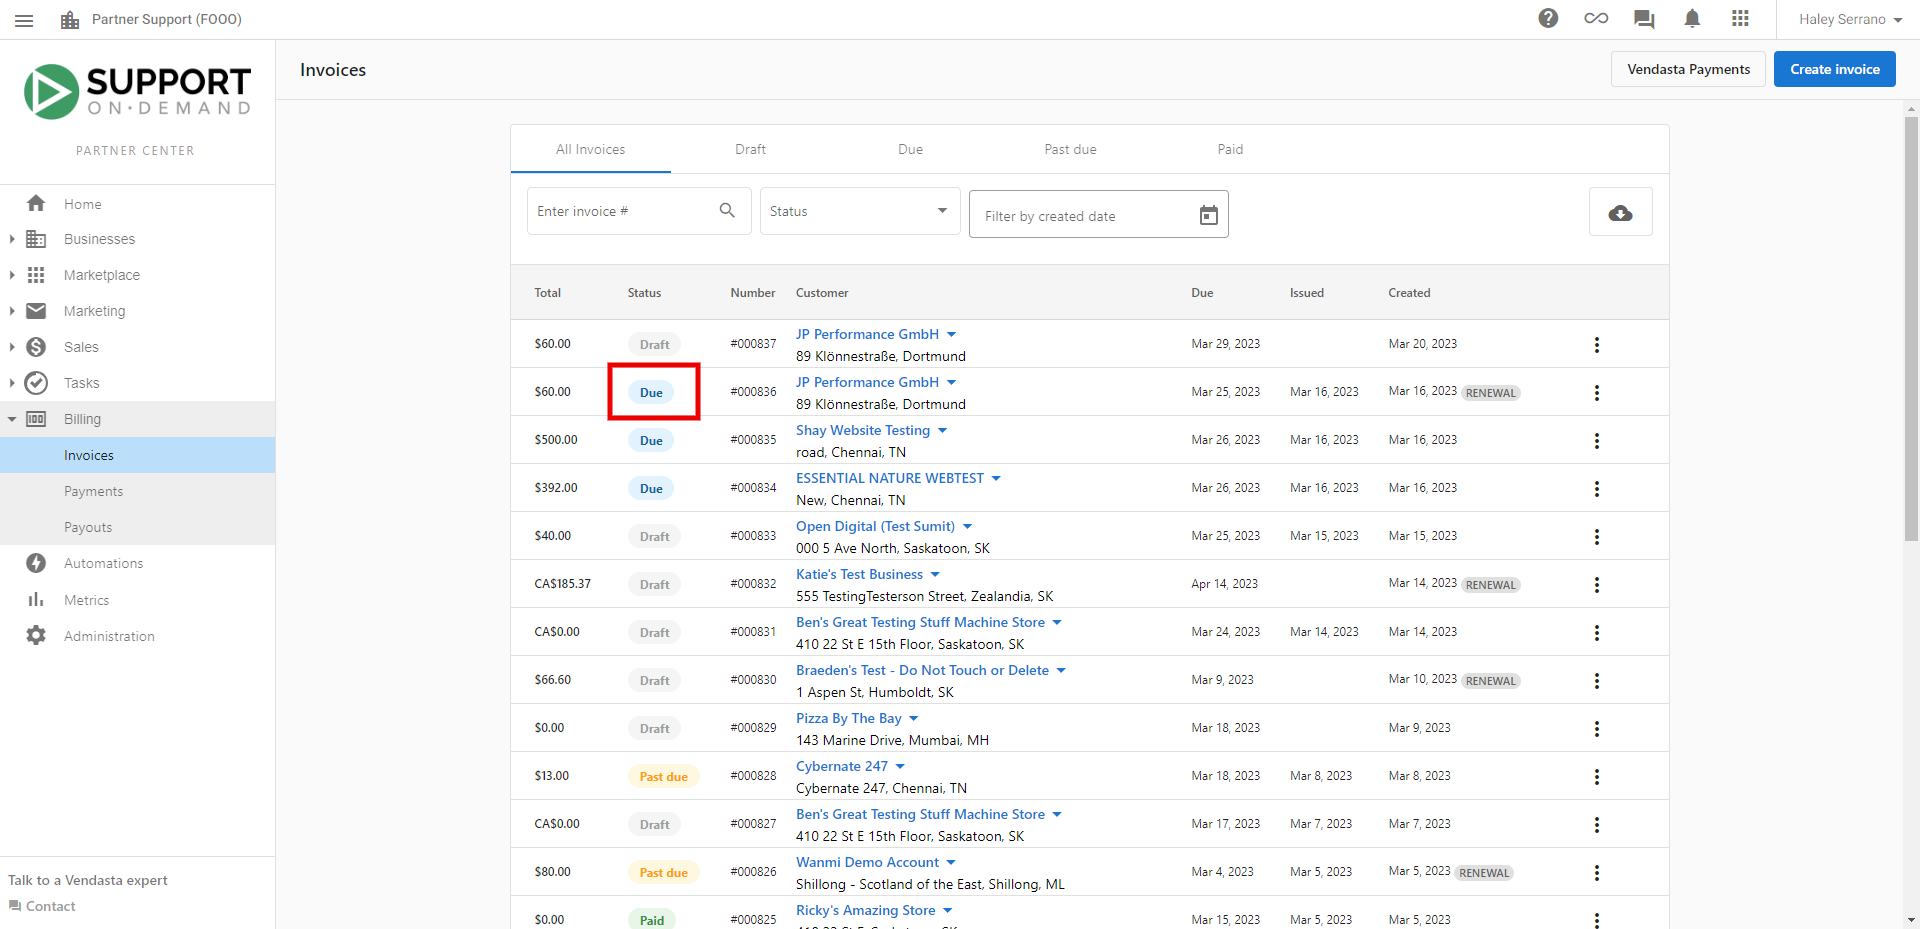 Partner Support (FOOO)
Haley Serrano
SUPPORT
ON·DEMAND
PARTNER CENTER
Home
Businesses
Marketplace
Marketing
Sales
Tasks
Billing
Invoices
Payments
Payouts
Automations
Metrics
Administration
Talk to a Vendasta expert
Contact
Invoices
Vendasta Payments
Create invoice
All Invoices Draft Due Past due Paid
Enter invoice # Status Filter by created date
Total Status Number Customer Due Issued Created
$60.00 Draft #000837 JP Performance GmbH Mar 29, 2023 Mar 20, 2023
89 Klönnestraße, Dortmund
$60.00 Due #000836 JP Performance GmbH Mar 25, 2023 Mar 16, 2023 Mar 16, 2023 RENEWAL
89 Klönnestraße, Dortmund
$500.00 Due #000835 Shay Website Testing Mar 26, 2023 Mar 16, 2023 Mar 16, 2023
road, Chennai, TN
$392.00 Due #000834 ESSENTIAL NATURE WEBTEST Mar 26, 2023 Mar 16, 2023 Mar 16, 2023
New, Chennai, TN
$40.00 Draft #000833 Open Digital (Test Sumit) Mar 25, 2023 Mar 15, 2023 Mar 15, 2023
000 5 Ave North, Saskatoon, SK
CA$185.37 Draft #000832 Katie's Test Business Apr 14, 2023 Mar 14, 2023 RENEWAL
555 TestingTesterson Street, Zealandia, SK
CA$0.00 Draft #000831 Ben's Great Testing Stuff Machine Store Mar 24, 2023 Mar 14, 2023 Mar 14, 2023
410 22 St E 15th Floor, Saskatoon, SK
$66.60 Draft #000830 Braeden's Test - Do Not Touch or Delete Mar 9, 2023 Mar 10, 2023 RENEWAL
1 Aspen St, Humboldt, SK
$0.00 Draft #000829 Pizza By The Bay Mar 18, 2023 Mar 9, 2023
143 Marine Drive, Mumbai, MH
$13.00 Past due #000828 Cybernate 247 Mar 18, 2023 Mar 8, 2023 Mar 8, 2023
Cybernate 247, Chennai, TN
CA$0.00 Draft #000827 Ben's Great Testing Stuff Machine Store Mar 17, 2023 Mar 7, 2023 Mar 7, 2023
410 22 St E 15th Floor, Saskatoon, SK
$80.00 Past due #000826 Wanmi Demo Account Mar 4, 2023 Mar 5, 2023 Mar 5, 2023 RENEWAL
Shillong - Scotland of the East, Shillong, ML
$0.00 Paid #000825 Ricky's Amazing Store Mar 15, 2023 Mar 5, 2023 Mar 5, 2023